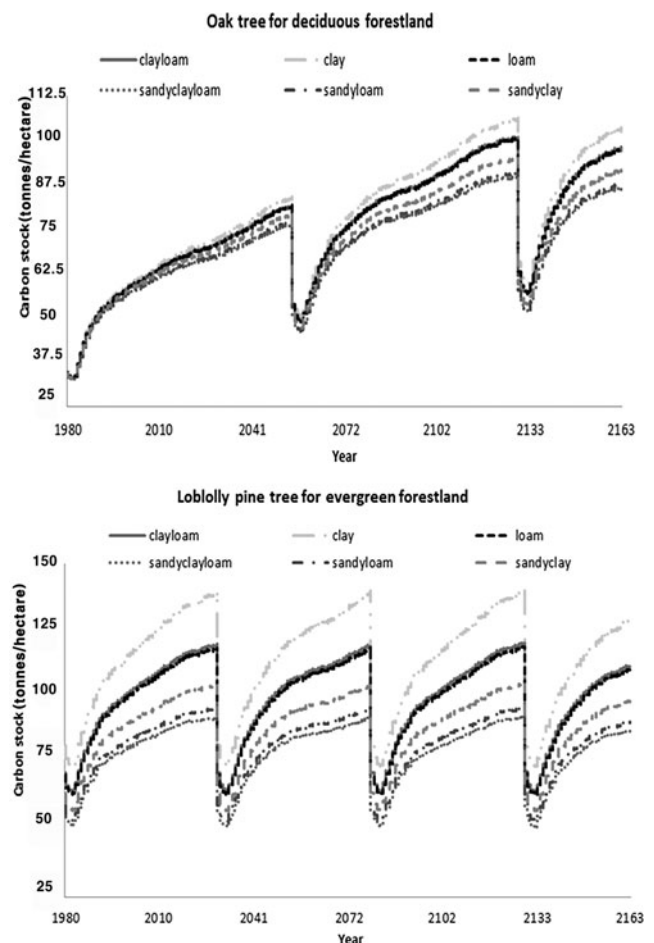 Oak tree for deciduous forestland
clayloam clay loam
sandyclayloam sandyloam sandyclay
112.5
100
87.5
75
62.5
50
37.5
25
Carbon stock(tonnes/hectare)
1980 2010 2041 2072 2102 2133 2163
Year
Loblolly pine tree for evergreen forestland
clayloam clay loam
sandyclayloam sandyloam sandyclay
150
125
100
75
50
25
Carbon stock (tonnes/hectare)
1980 2010 2041 2072 2102 2133 2163
Year